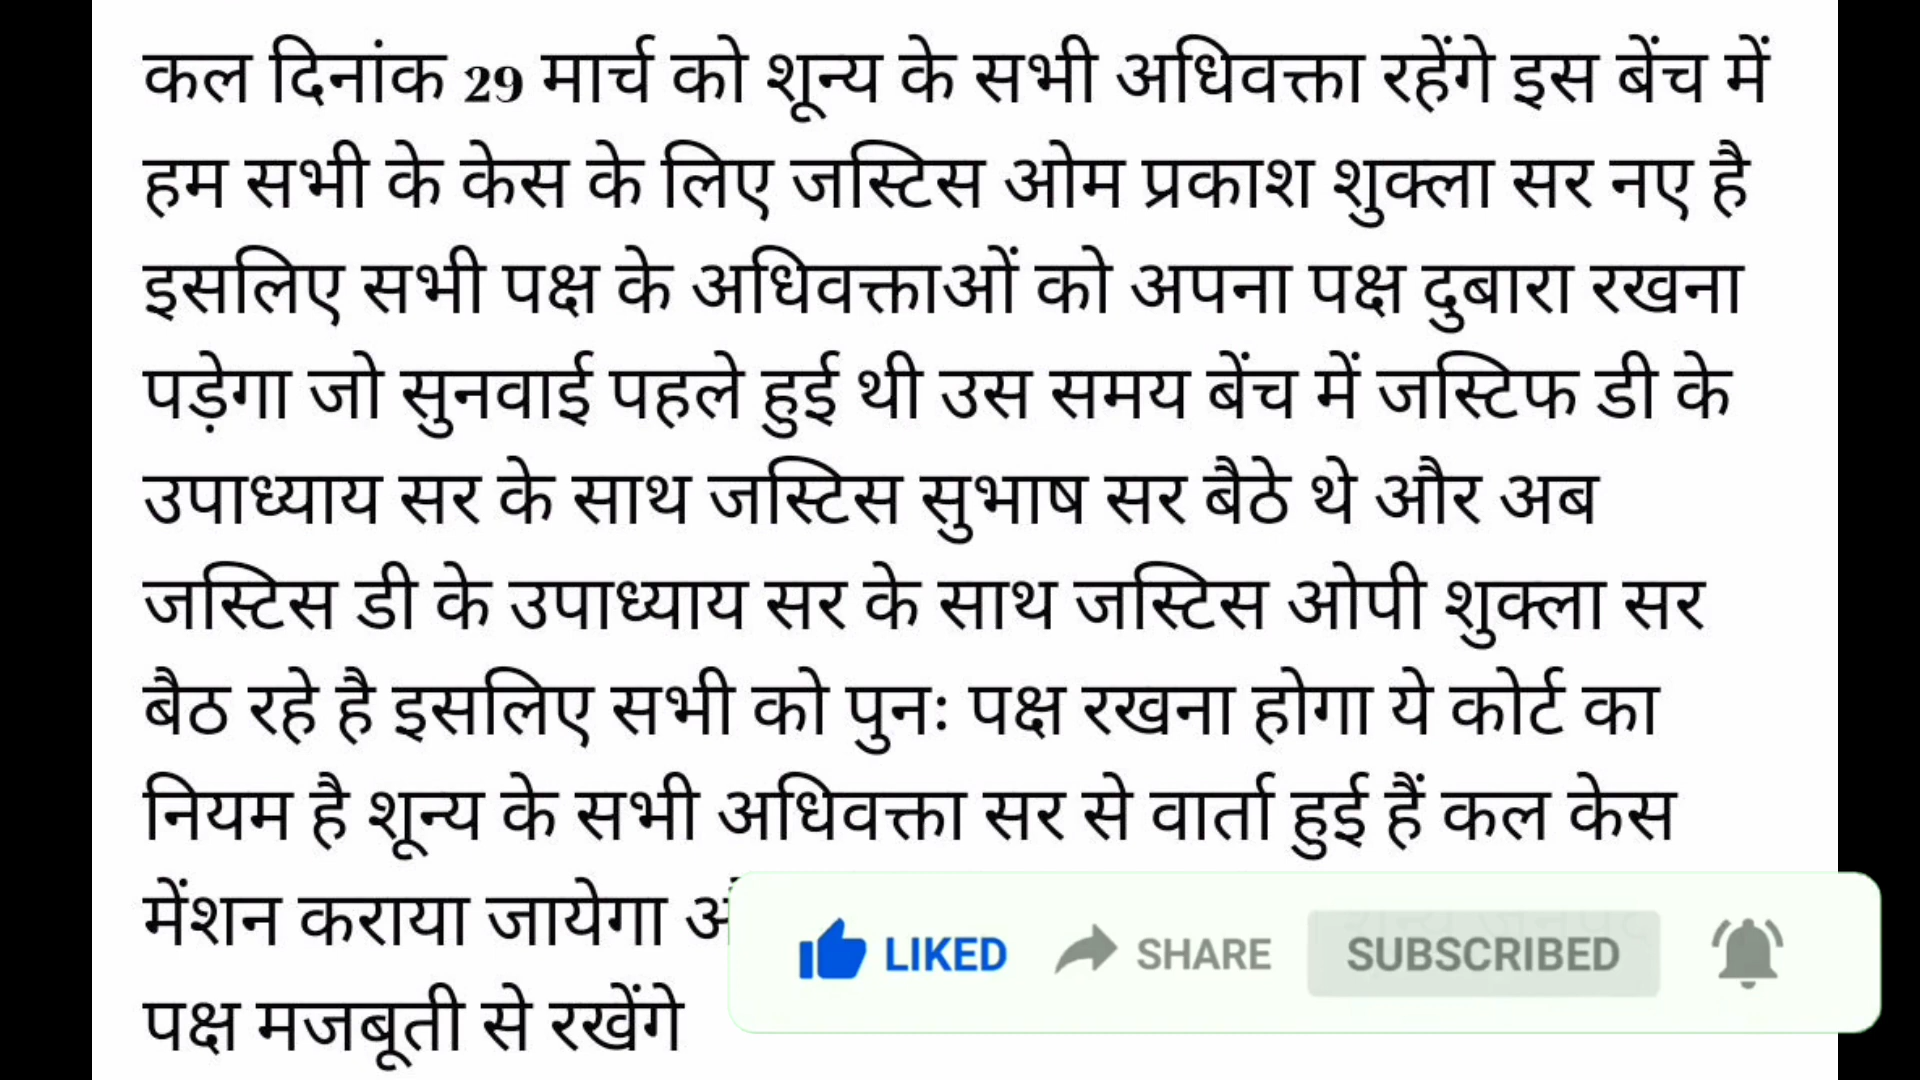 कल दिनांक 29 मार्च को शून्य के सभी अधिवक्ता रहेंगे इस बेंच में
हम सभी के केस के लिए जस्टिस ओम प्रकाश शुक्ला सर नए है
इसलिए सभी पक्ष के अधिवक्ताओं को अपना पक्ष दुबारा रखना
पड़ेगा जो सुनवाई पहले हुई थी उस समय बेंच में जस्टिफ डी के
उपाध्याय सर के साथ जस्टिस सुभाष सर बैठे थे और अब
जस्टिस डी के उपाध्याय सर के साथ जस्टिस ओपी शुक्ला सर
बैठ रहे है इसलिए सभी को पुनः पक्ष रखना होगा ये कोर्ट का
नियम है शून्य के सभी अधिवक्ता सर से वार्ता हुई हैं कल केस
मेंशन कराया जायेगा
पक्ष मजबूती से रखेंगे
LIKED SHARE SUBSCRIBED